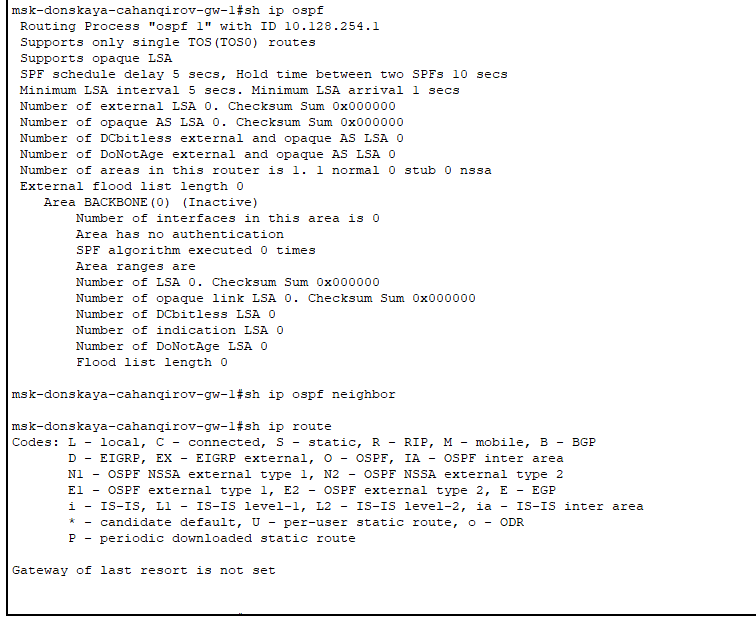 msk-donskaya-cahanqirov-gw-1#sh ip ospf
Routing Process "ospf 1" with ID 10.128.254.1
Supports only single TOS(TOS0) routes
Supports opaque LSA
SPF schedule delay 5 secs, Hold time between two SPFs 10 secs
Minimum LSA interval 5 secs. Minimum LSA arrival 1 secs
Number of external LSA 0. Checksum Sum 0x000000
Number of opaque AS LSA 0. Checksum Sum 0x000000
Number of DCbitless external and opaque AS LSA 0
Number of DoNotAge external and opaque AS LSA 0
Number of areas in this router is 1. 1 normal 0 stub 0 nssa
External flood list length 0
Area BACKBONE(0) (Inactive)
Number of interfaces in this area is 0
Area has no authentication
SPF algorithm executed 0 times
Area ranges are
Number of LSA 0. Checksum Sum 0x000000
Number of opaque link LSA 0. Checksum Sum 0x000000
Number of DCbitless LSA 0
Number of indication LSA 0
Number of DoNotAge LSA 0
Flood list length 0
msk-donskaya-cahanqirov-gw-1#sh ip ospf neighbor
msk-donskaya-cahanqirov-gw-1#sh ip route
Codes: L - local, C - connected, S - static, R - RIP, M - mobile, B - BGP
D - EIGRP, EX - EIGRP external, O - OSPF, IA - OSPF inter area
N1 - OSPF NSSA external type 1, N2 - OSPF NSSA external type 2
E1 - OSPF external type 1, E2 - OSPF external type 2, E - EGP
i - IS-IS, L1 - IS-IS level-1, L2 - IS-IS level-2, ia - IS-IS inter area
* - candidate default, U - per-user static route, o - ODR
P - periodic downloaded static route
Gateway of last resort is not set